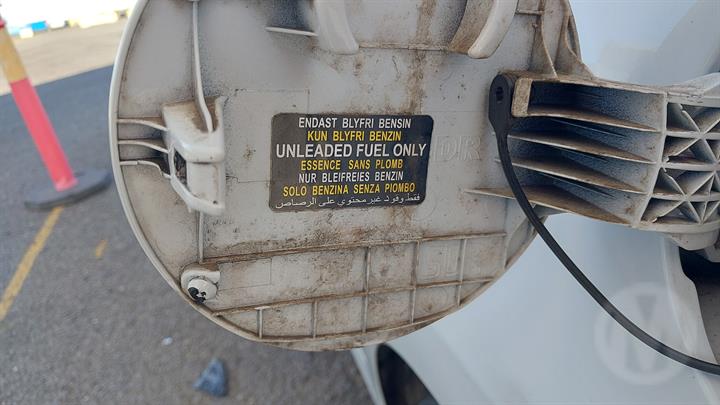 ENDAST BLYFRI BENSIN
KUN BLYFRI BENZIN
UNLEADED FUEL ONLY
ESSENCE SANS PLOMB
NUR BLEIFREIES BENZIN
SOLO BENZINA SENZA PIOMBO
فقط وقود غير محتوي على الرصاص
M